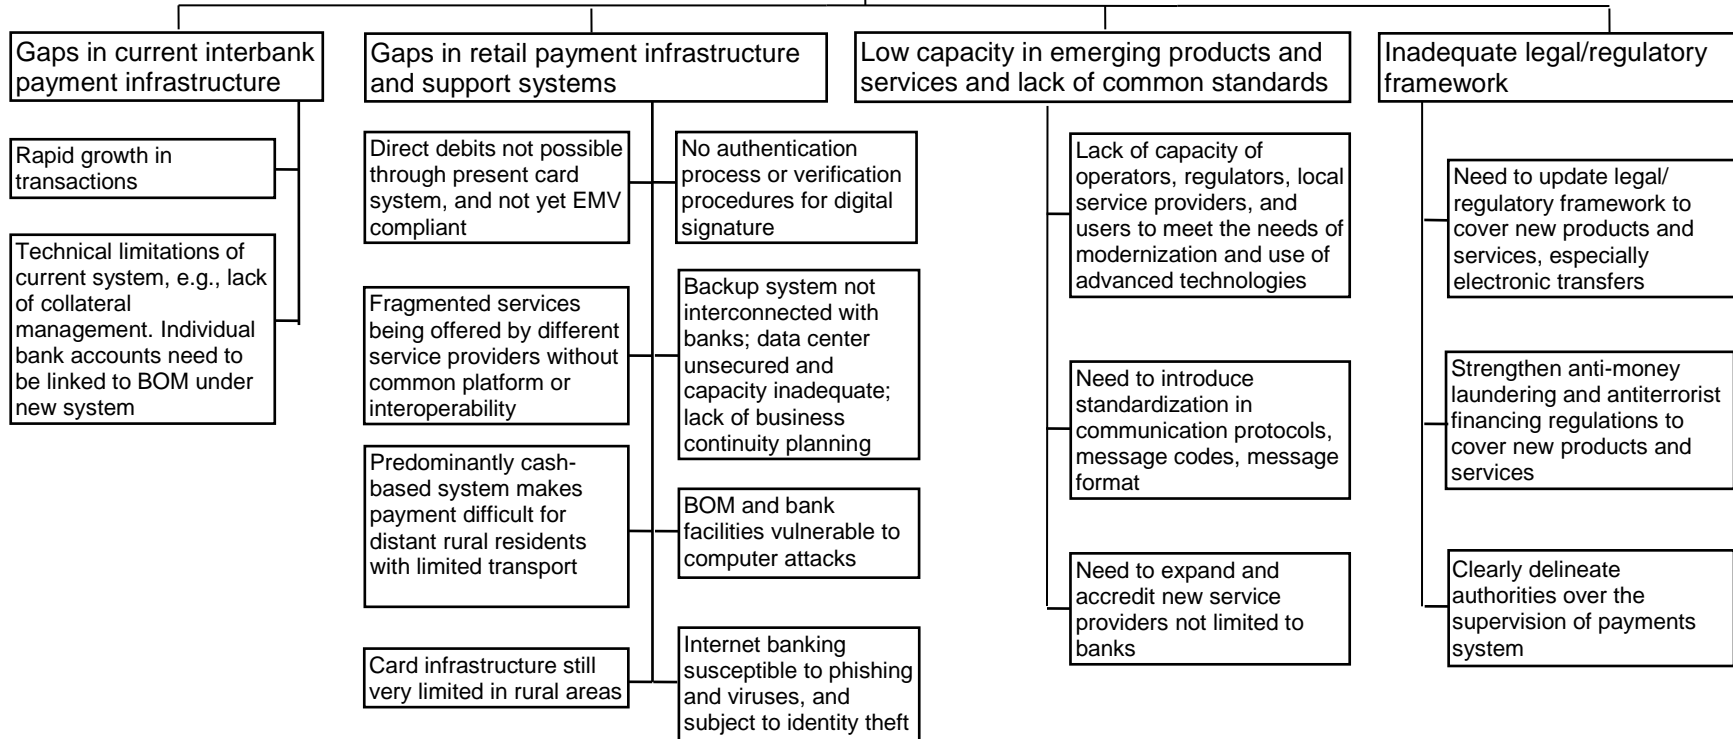 Gaps in current interbank
payment infrastructure
Rapid growth in
transactions
Technical limitations of
current system, e.g., lack
of collateral
management. Individual
bank accounts need to
be linked to BOM under
new system
Gaps in retail payment infrastructure
and support systems
Direct debits not possible
through present card
system, and not yet EMV
compliant
Fragmented services
being offered by different
service providers without
common platform or
interoperability
Predominantly cash-
based system makes
payment difficult for
distant rural residents
with limited transport
Card infrastructure still
very limited in rural areas
No authentication
process or verification
procedures for digital
signature
Backup system not
interconnected with
banks; data center
unsecured and
capacity inadequate;
lack of business
continuity planning
BOM and bank
facilities vulnerable to
computer attacks
Internet banking
susceptible to phishing
and viruses, and
subject to identity theft
Low capacity in emerging products and
services and lack of common standards
Lack of capacity of
operators, regulators, local
service providers, and
users to meet the needs of
modernization and use of
advanced technologies
Need to introduce
standardization in
communication protocols,
message codes, message
format
Need to expand and
accredit new service
providers not limited to
banks
Inadequate legal/regulatory
framework
Need to update legal/
regulatory framework to
cover new products and
services, especially
electronic transfers
Strengthen anti-money
laundering and antiterrorist
financing regulations to
cover new products and
services
Clearly delineate
authorities over the
supervision of payments
system